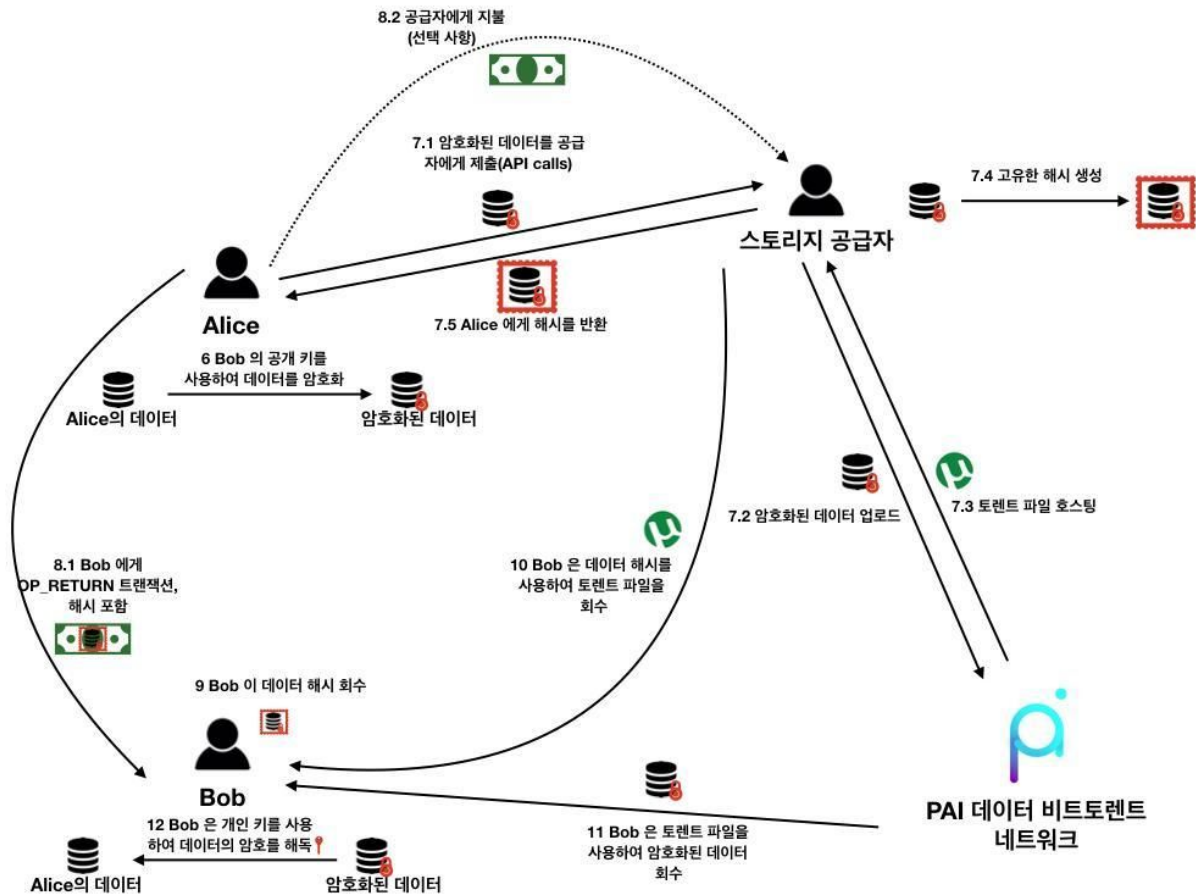 8.2 공급자에게 지불
(선택 사항)
7.1 암호화된 데이터를 공급
자에게 제출(API calls)
7.4 고유한 해시 생성
스토리지 공급자
Alice
7.5 Alice 에게 해시를 반환
6 Bob 의 공개 키를
사용하여 데이터를 암호화
Alice의 데이터
암호화된 데이터
7.2 암호화된 데이터 업로드
7.3 토렌트 파일 호스팅
8.1 Bob 에게
OP_RETURN 트랜잭션,
해시 포함
10 Bob 은 데이터 해시를
사용하여 토렌트 파일을
회수
9 Bob 이 데이터 해시 회수
Bob
PAI 데이터 비트토렌트
네트워크
12 Bob 은 개인 키를 사용
하여 데이터의 암호를 해독
11 Bob 은 토렌트 파일을
사용하여 암호화된 데이터
회수
Alice의 데이터
암호화된 데이터